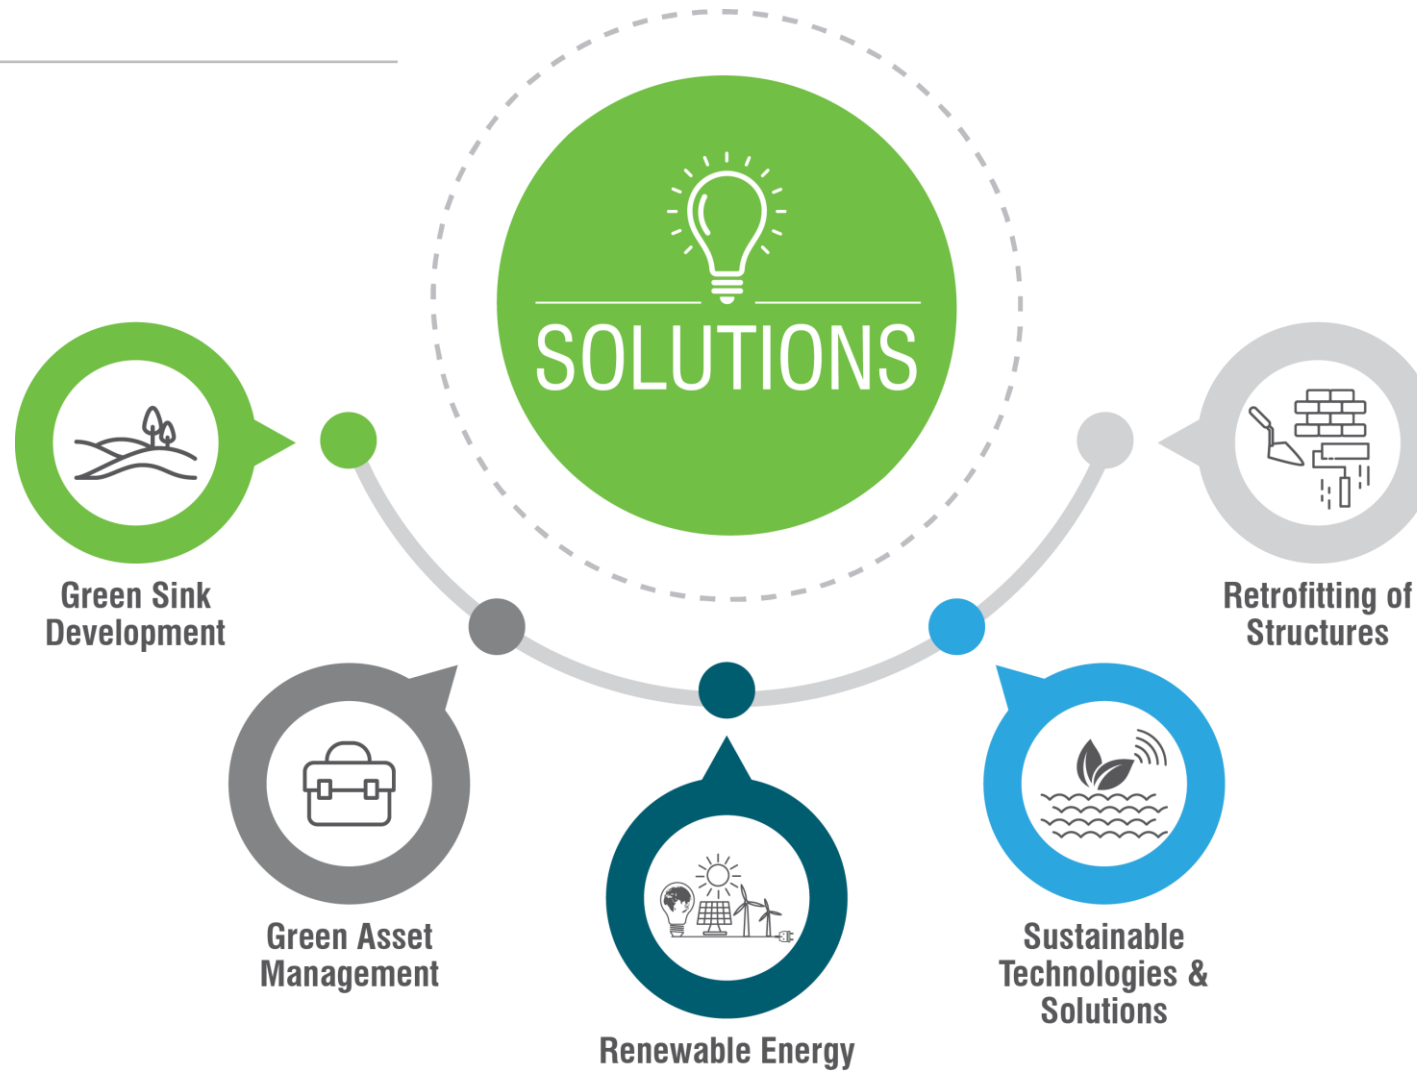 SOLUTIONS
Green Sink
Development
Green Asset
Management
Renewable Energy
Sustainable
Technologies &
Solutions
Retrofitting of
Structures